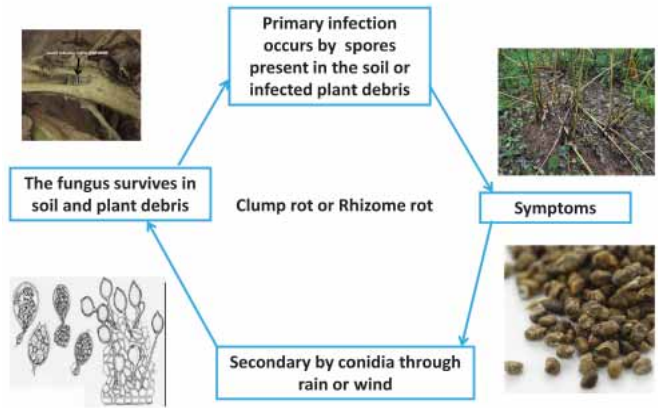 Primary infection
occurs by spores
present in the soil or
infected plant debris
The fungus survives in
soil and plant debris
Clump rot or Rhizome rot
Symptoms
Secondary by conidia through
rain or wind